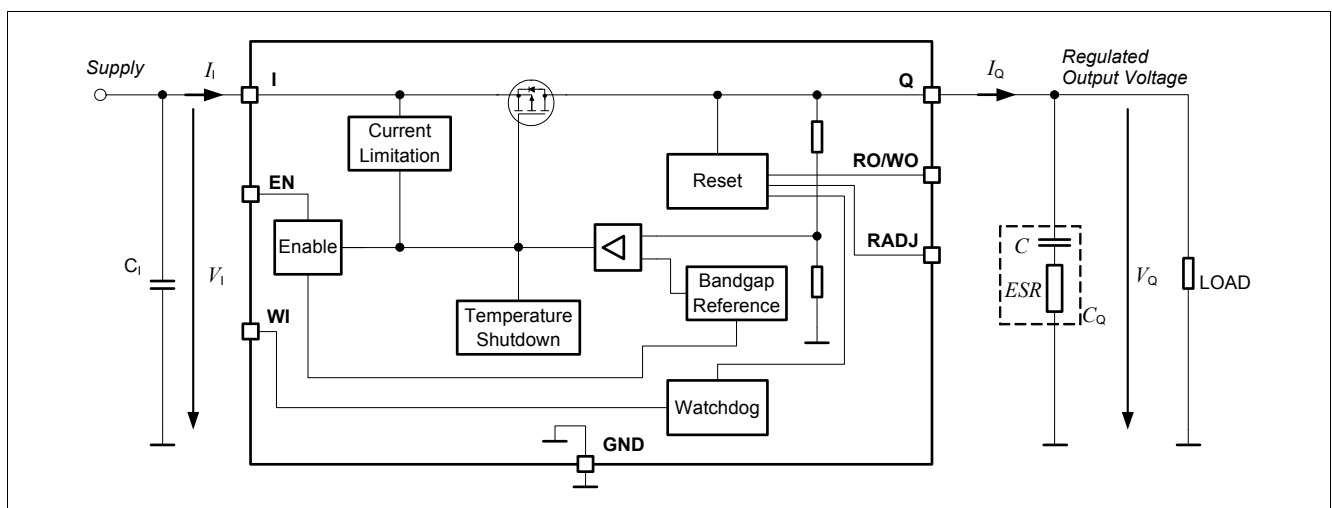 Supply
I_I
I
Q
I_Q
Regulated
Output Voltage
Current
Limitation
RO/WO
Reset
EN
RADJ
Enable
C_I
V_I
Bandgap
Reference
C
ESR
C_Q
V_Q
LOAD
WI
Temperature
Shutdown
Watchdog
GND